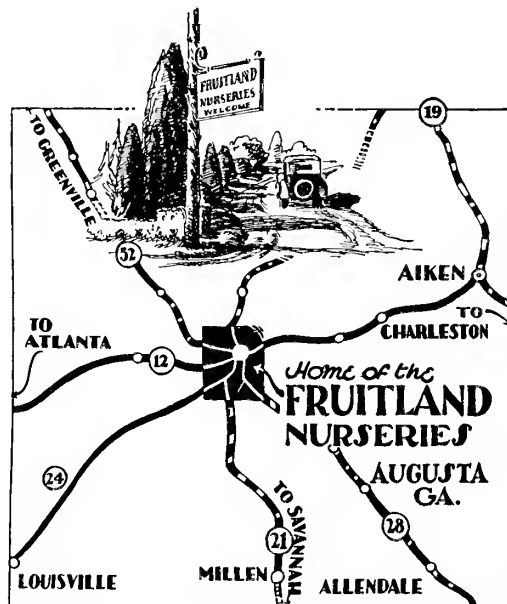 FRUITLAND
NURSERIES
WELCOME
19
TO GREENVILLE
52
AIKEN
TO
CHARLESTON
TO
ATLANTA
12
Home of the
FRUITLAND
NURSERIES
AUGUSTA
GA.
24
TO SAVANNAH
28
21
LOUISVILLE
MILLEN
ALLENDALE